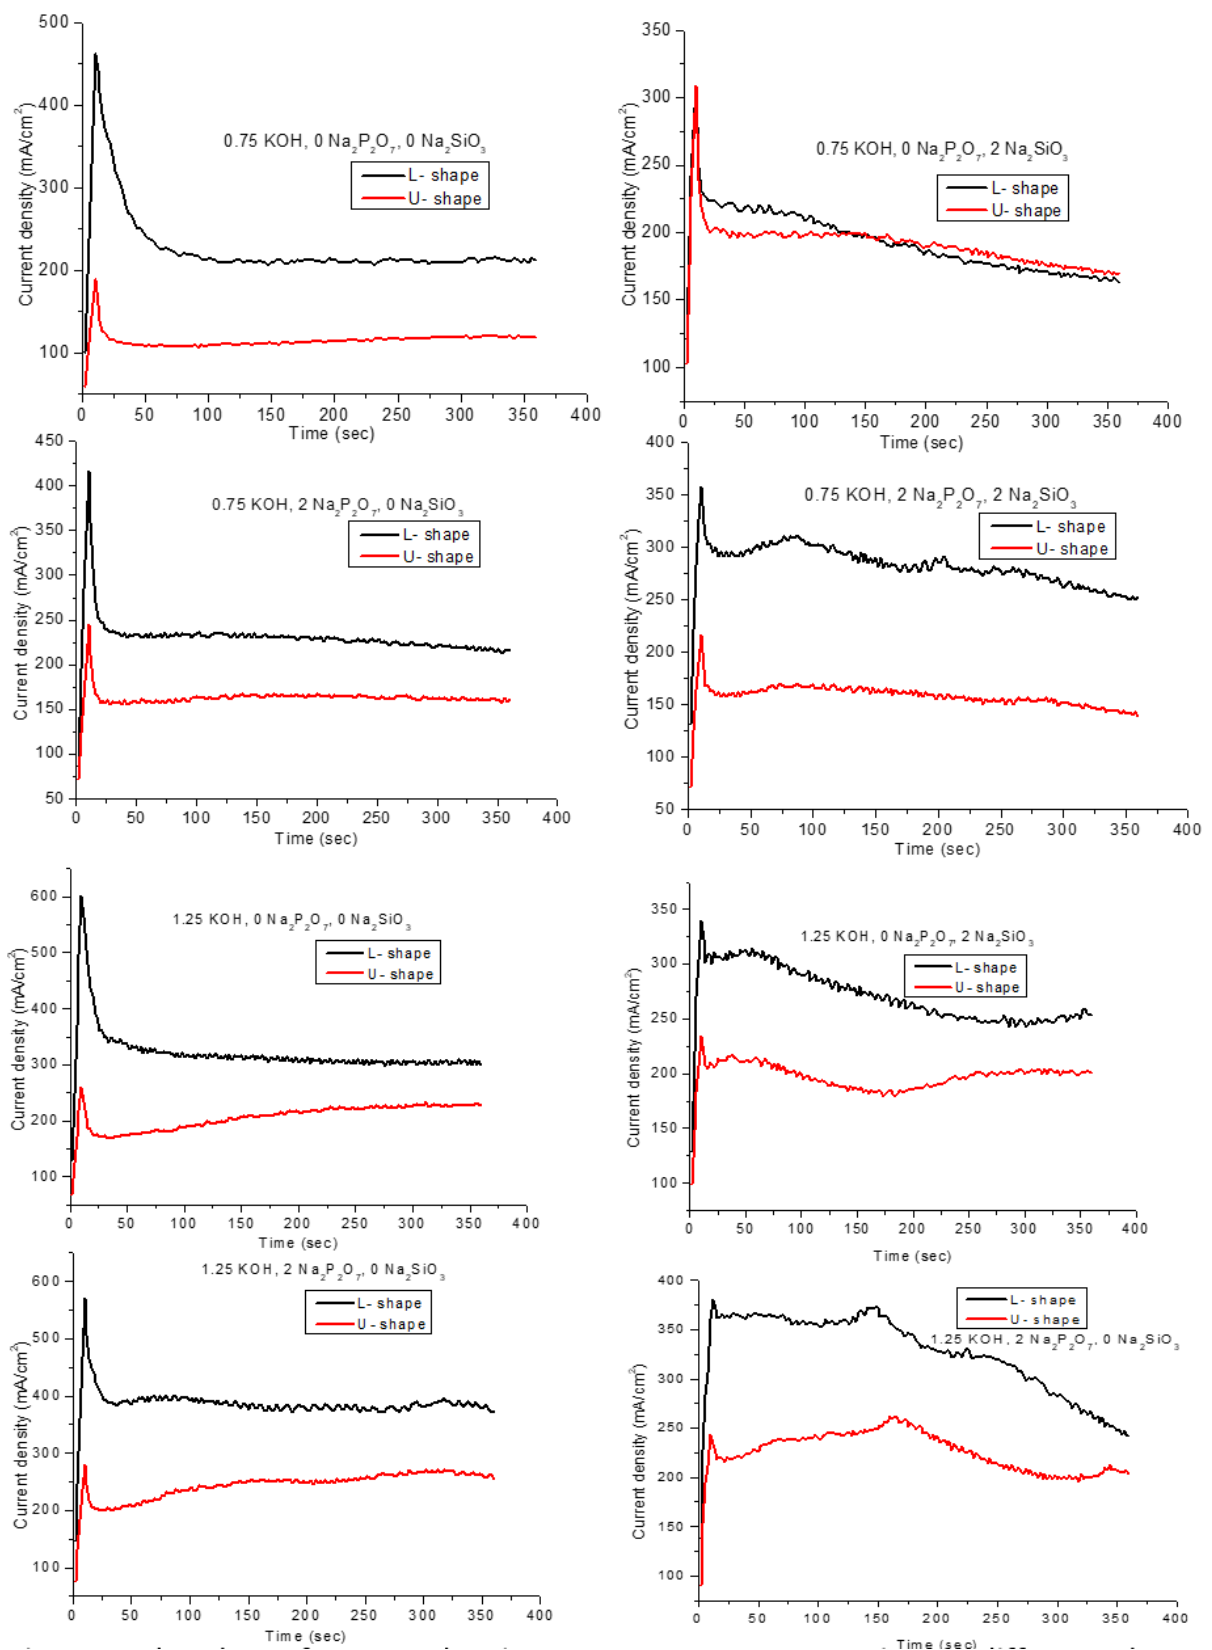 500
400
300
200
100
0 50 100 150 200 250 300 350 400
Current density (mA/cm²)
Time (sec)
0.75 KOH, 0 Na₂P₂O₇, 0 Na₂SiO₃
L- shape
U- shape
350
300
250
200
150
100
0 50 100 150 200 250 300 350 400
Current density (mA/cm²)
Time (sec)
0.75 KOH, 0 Na₂P₂O₇, 2 Na₂SiO₃
L- shape
U- shape
450
400
350
300
250
200
150
100
50
0 50 100 150 200 250 300 350 400
Current density (mA/cm²)
Time (sec)
0.75 KOH, 2 Na₂P₂O₇, 0 Na₂SiO₃
L- shape
U- shape
400
350
300
250
200
150
100
50
0 50 100 150 200 250 300 350 400
Current density (mA/cm²)
Time (sec)
0.75 KOH, 2 Na₂P₂O₇, 2 Na₂SiO₃
L- shape
U- shape
600
500
400
300
200
100
0 50 100 150 200 250 300 350 400
Current density (mA/cm²)
Time (sec)
1.25 KOH, 0 Na₂P₂O₇, 0 Na₂SiO₃
L- shape
U- shape
350
300
250
200
150
100
0 50 100 150 200 250 300 350 400
Current density (mA/cm²)
Time (sec)
1.25 KOH, 0 Na₂P₂O₇, 2 Na₂SiO₃
L- shape
U- shape
600
500
400
300
200
100
0 50 100 150 200 250 300 350 400
Current density (mA/cm²)
Time (sec)
1.25 KOH, 2 Na₂P₂O₇, 0 Na₂SiO₃
L- shape
U- shape
400
350
300
250
200
150
100
0 50 100 150 200 250 300 350 400
Current density (mA/cm²)
Time (sec)
L- shape
U- shape
1.25 KOH, 2 Na₂P₂O₇, 0 Na₂SiO₃